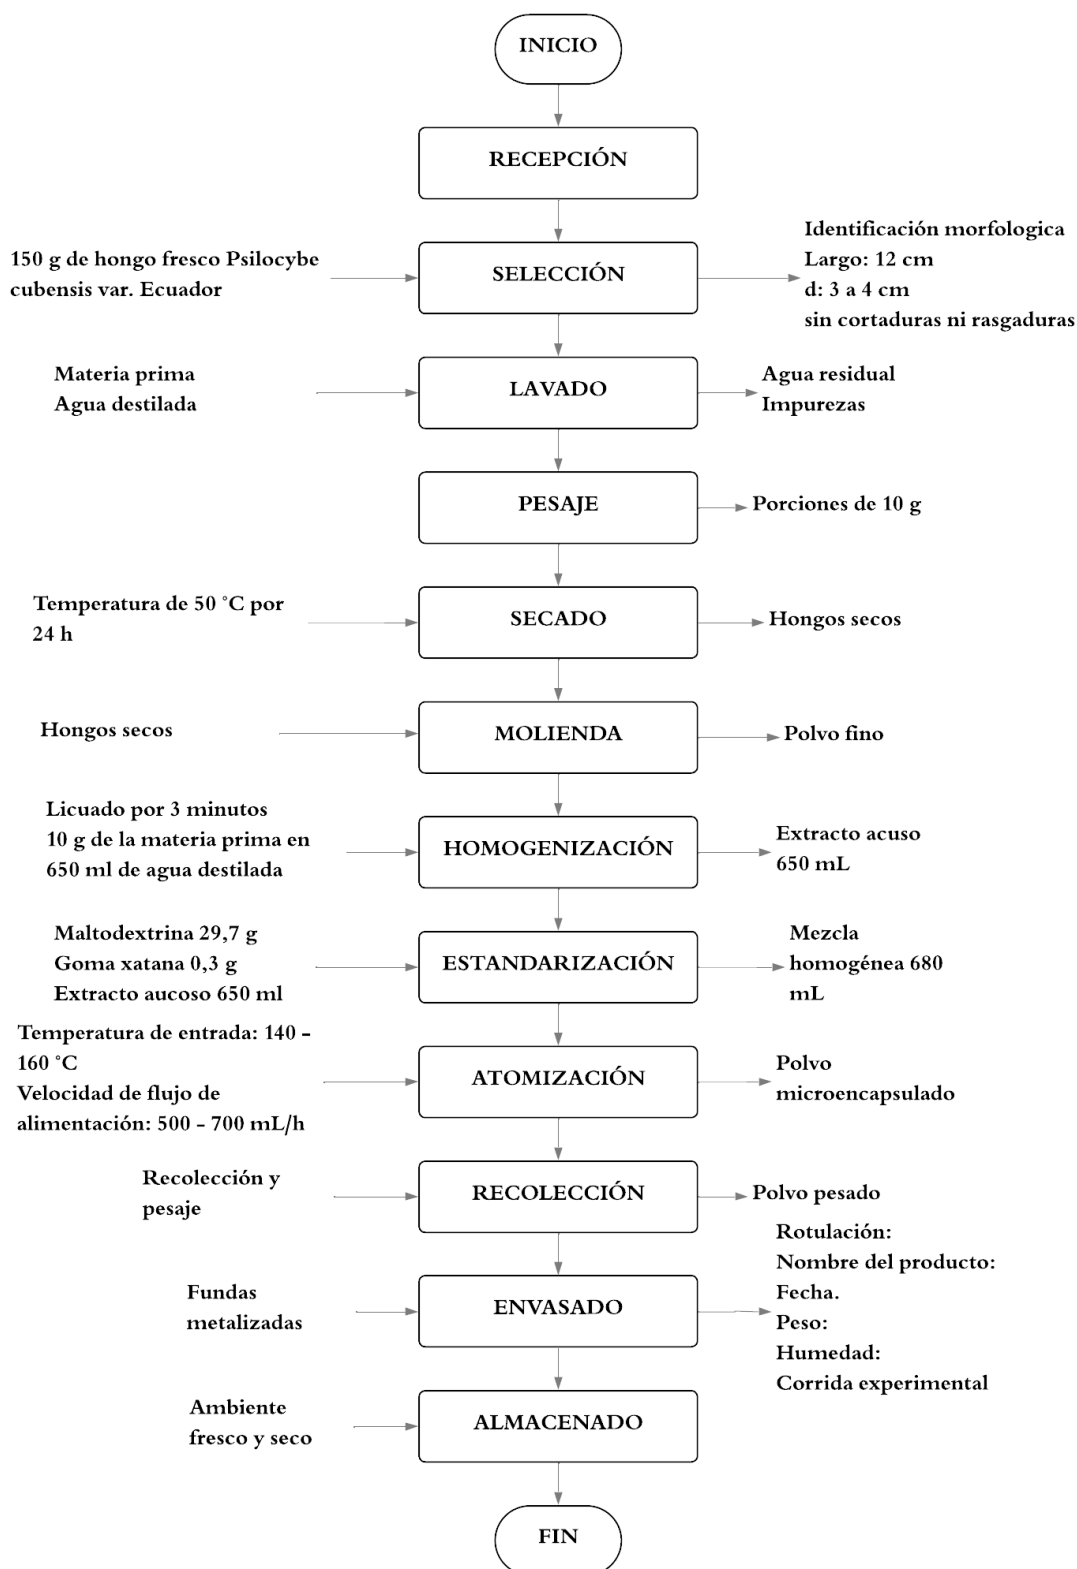 INICIO
RECEPCIÓN
150 g de hongo fresco Psilocybe
cubensis var. Ecuador
SELECCIÓN
Identificación morfologica
Largo: 12 cm
d: 3 a 4 cm
sin cortaduras ni rasgaduras
Materia prima
Agua destilada
LAVADO
Agua residual
Impurezas
PESAJE
Porciones de 10 g
Temperatura de 50 °C por
24 h
SECADO
Hongos secos
Hongos secos
MOLIENDA
Polvo fino
Licuado por 3 minutos
10 g de la materia prima en
650 ml de agua destilada
HOMOGENIZACIÓN
Extracto acuso
650 mL
Maltodextrina 29,7 g
Goma xatana 0,3 g
Extracto aucoso 650 ml
ESTANDARIZACIÓN
Mezcla
homogénea 680
mL
Temperatura de entrada: 140 –
160 °C
Velocidad de flujo de
alimentación: 500 – 700 mL/h
ATOMIZACIÓN
Polvo
microencapsulado
Recolección y
pesaje
RECOLECCIÓN
Polvo pesado
Fundas
metalizadas
ENVASADO
Rotulación:
Nombre del producto:
Fecha.
Peso:
Humedad:
Corrida experimental
Ambiente
fresco y seco
ALMACENADO
FIN